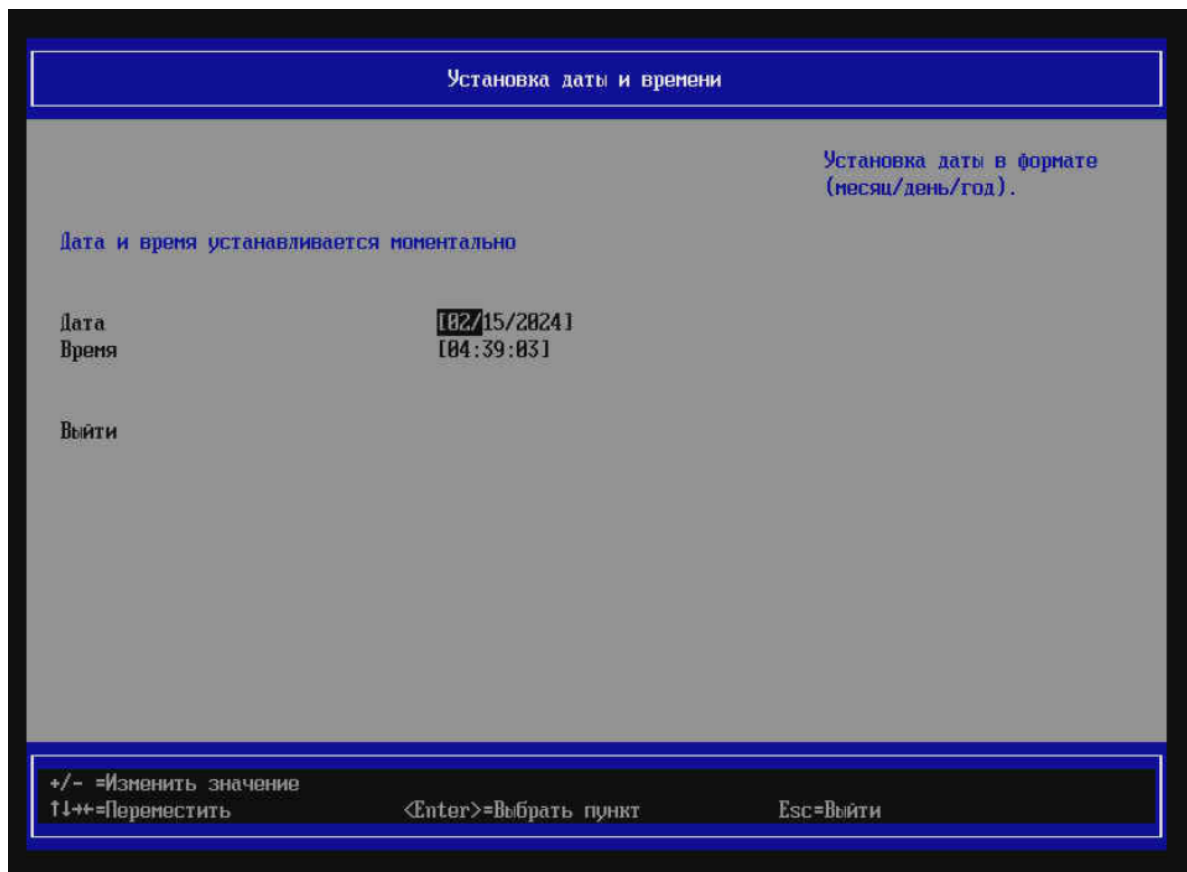 Установка даты и времени
Установка даты в формате
(месяц/день/год).
Дата и время устанавливается моментально
Дата [02/15/2024]
Время [04:39:03]
Выйти
+/- =Изменить значение
↑↓→←=Переместить <Enter>=Выбрать пункт Esc=Выйти